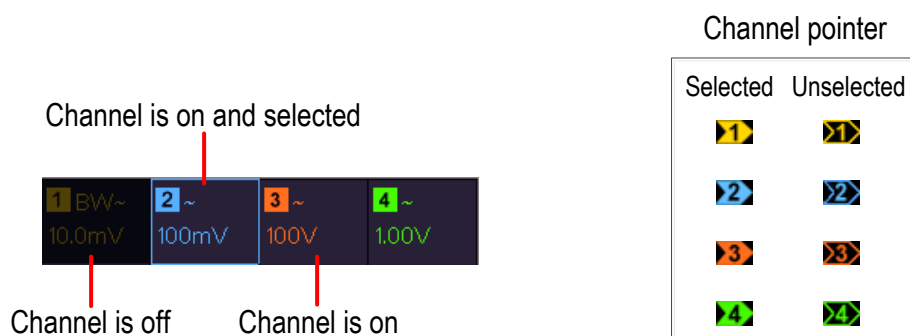 Channel pointer
Selected Unselected
Channel is on and selected
1 1
1 BW~ 2 ~ 3 ~ 4 ~
2 2
10.0mV 100mV 100V 1.00V
3 3
Channel is off Channel is on
4 4